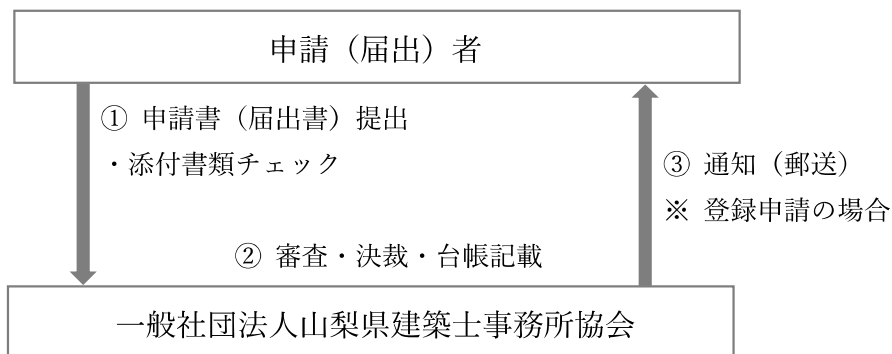 申請（届出）者
① 申請書（届出書）提出
・添付書類チェック
③ 通知（郵送）
※ 登録申請の場合
② 審査・決裁・台帳記載
一般社団法人山梨県建築士事務所協会